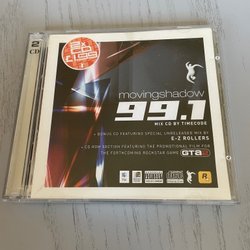 2
CD
movingshadow
99.1
MIX CD BY TIMECODE
+ BONUS CD FEATURING SPECIAL UNRELEASED MIX BY
E-Z ROLLERS
+ CD ROM SECTION FEATURING THE PROMOTIONAL FILM FOR
THE FORTHCOMING ROCKSTAR GAME GTA2